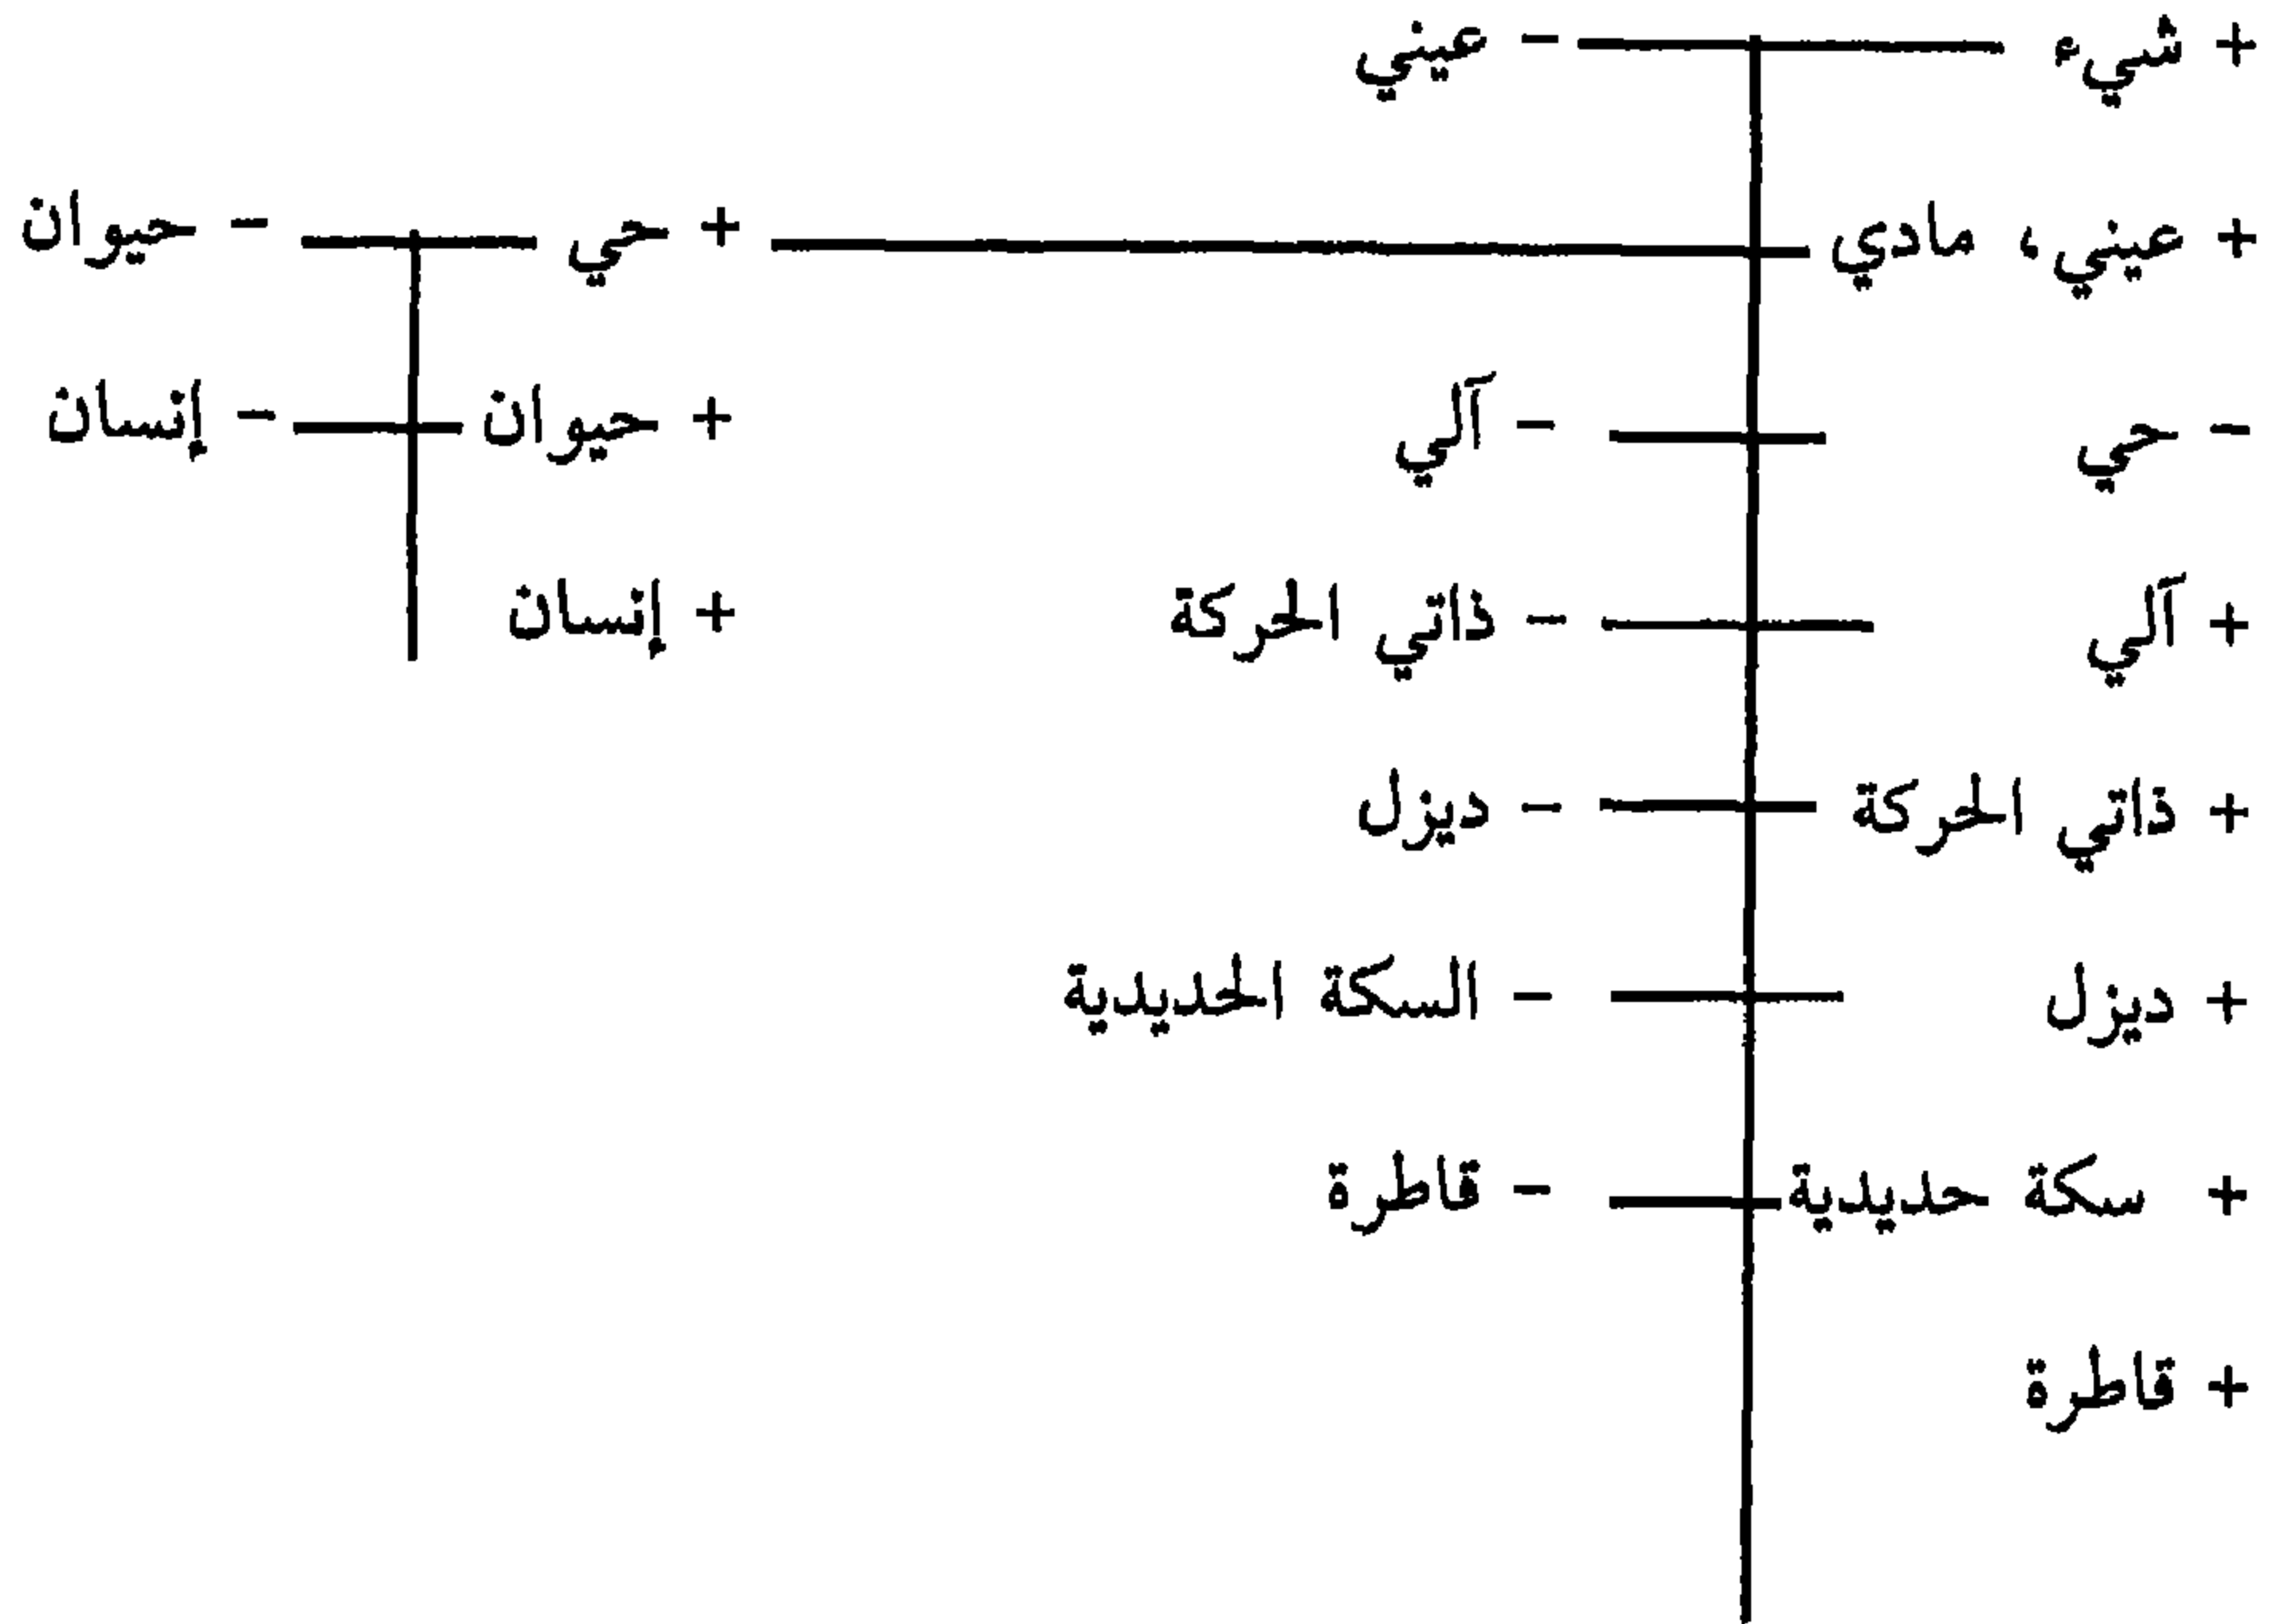 + شيء - عيني
+ عيني، مادي + حي - حيوان
- حي - آلي + حيوان - إنسان
+ آلي - ذاتي الحركة + إنسان
+ ذاتي الحركة - ديزل
+ ديزل - السكة الحديدية
+ سكة حديدية - قاطرة
+ قاطرة